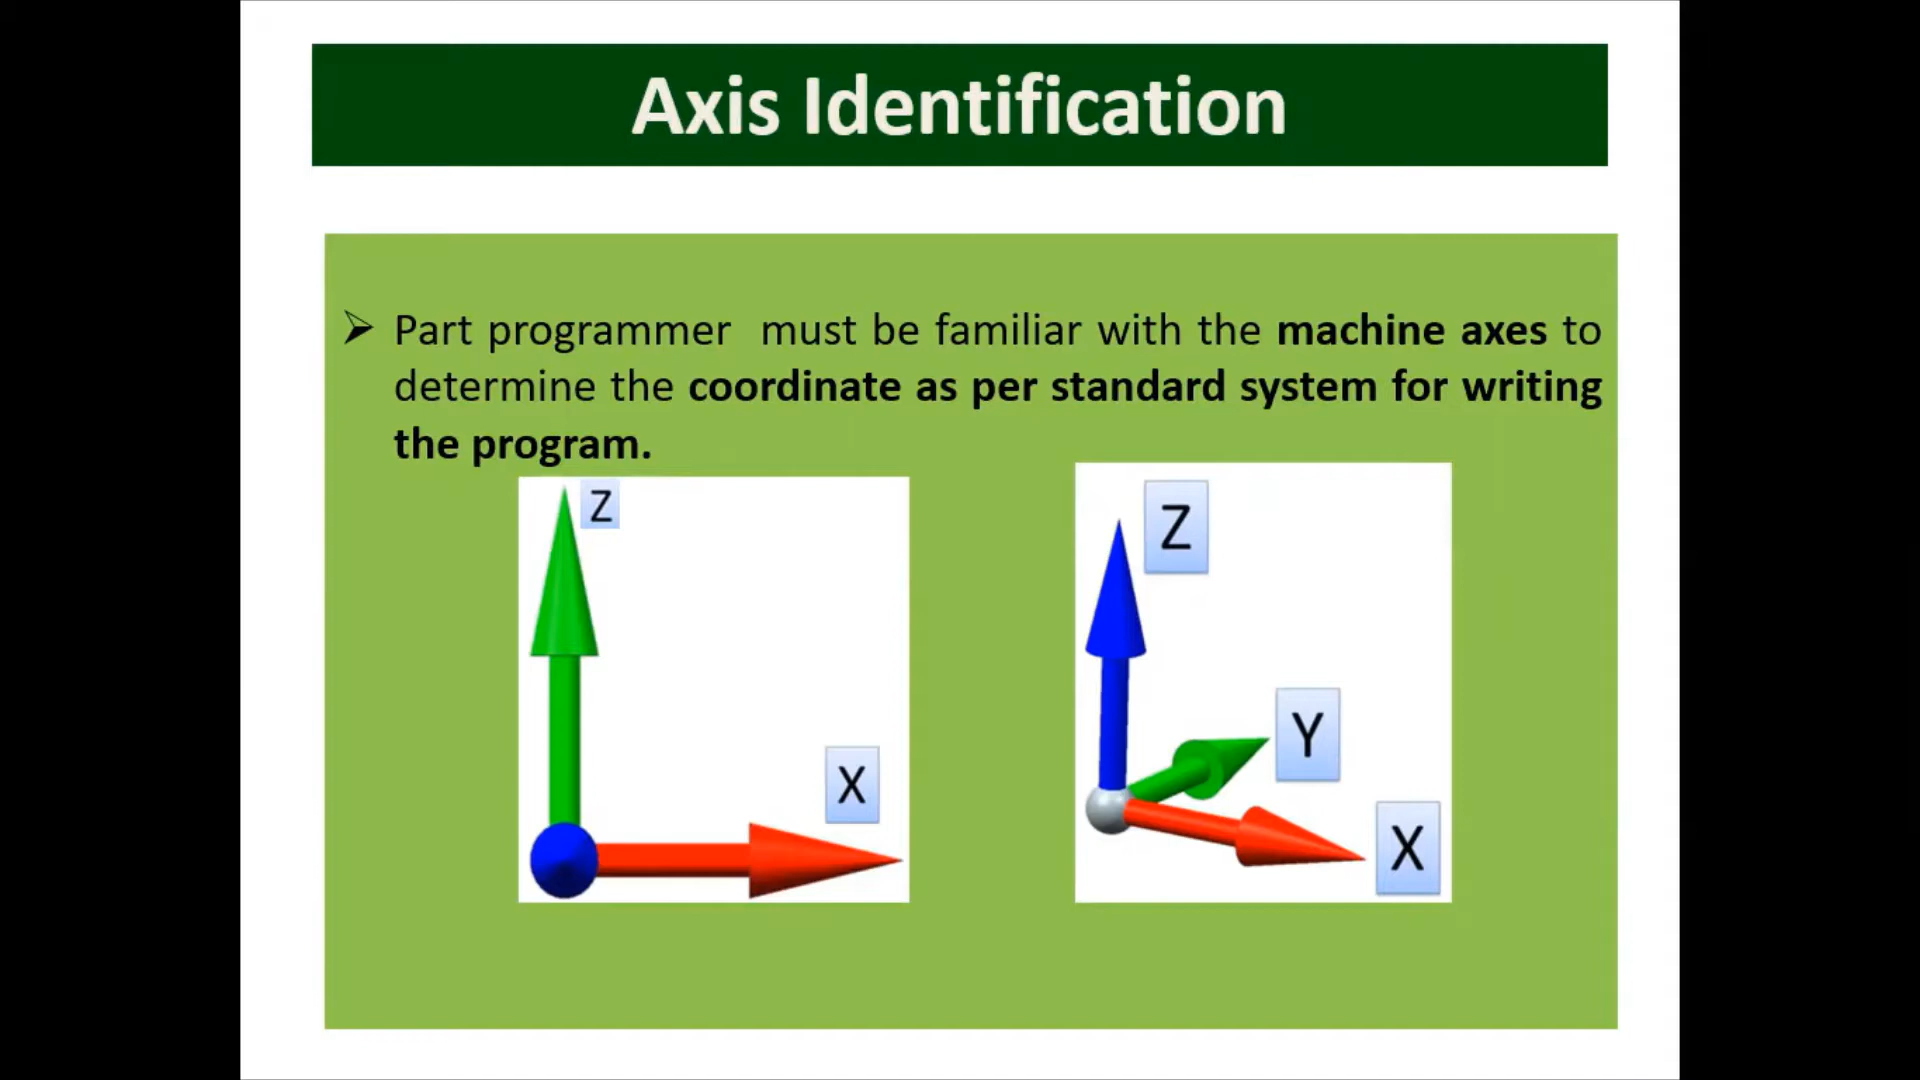 Axis Identification
➢ Part programmer must be familiar with the machine axes to
determine the coordinate as per standard system for writing
the program.
Z
X
Z
Y
X